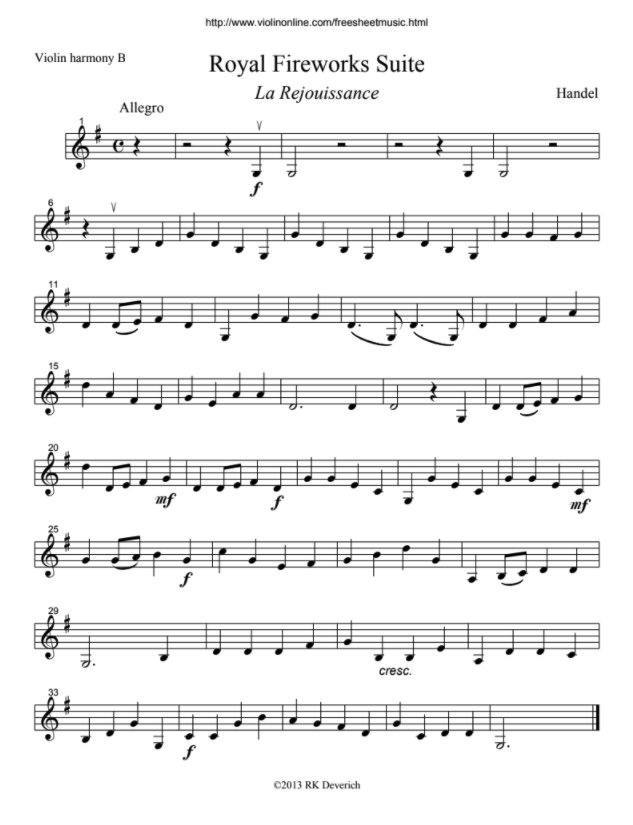 http://www.violinonline.com/freesheetmusic.html
Violin harmony B
Royal Fireworks Suite
La Rejouissance
Handel
Allegro
1
f
6
11
15
20
mf
f
mf
25
f
29
cresc.
33
f
©2013 RK Deverich